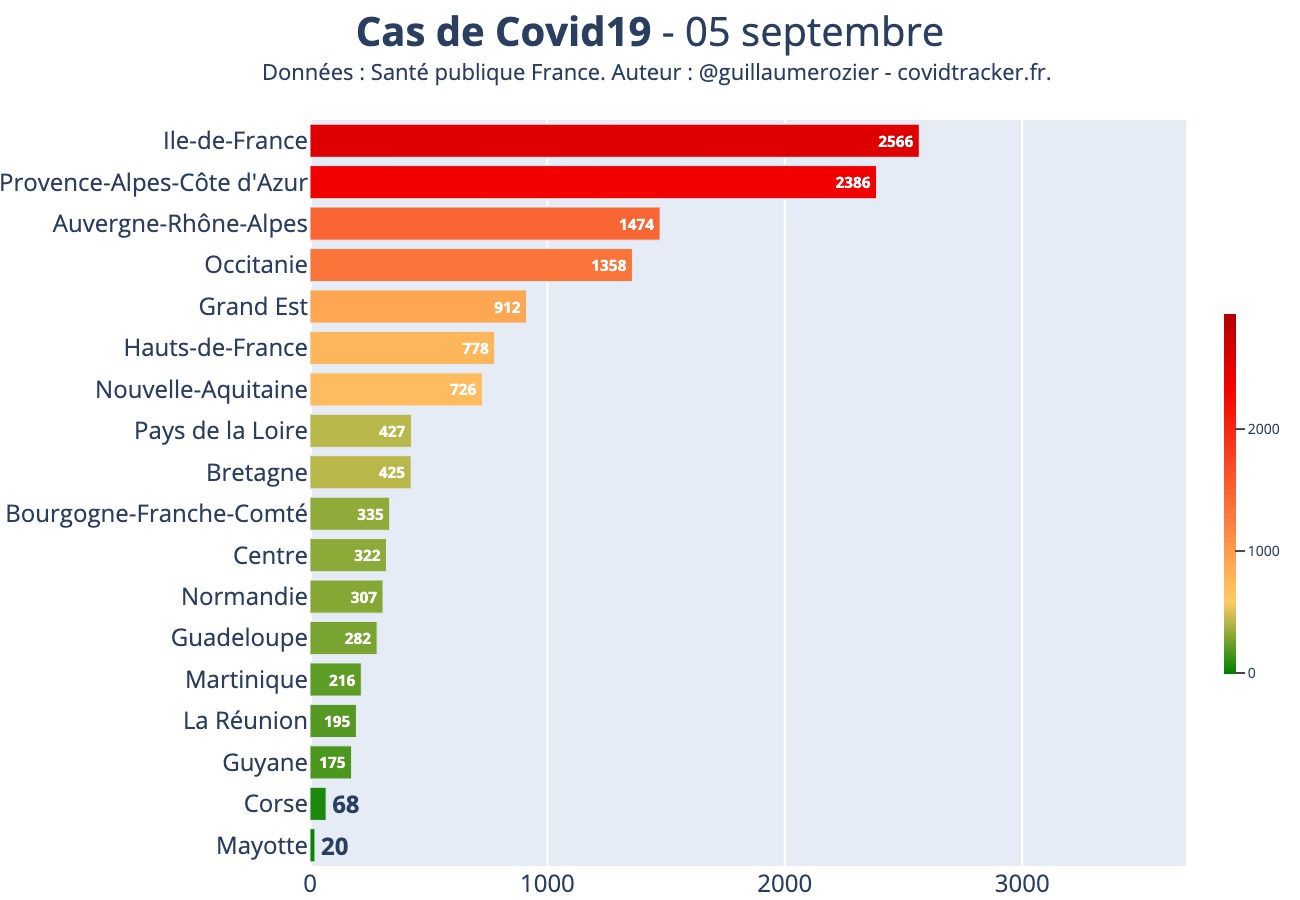 Cas de Covid19 - 05 septembre
Données : Santé publique France. Auteur : @guillaumerozier - covidtracker.fr.
Ile-de-France 2566
Provence-Alpes-Côte d'Azur 2386
Auvergne-Rhône-Alpes 1474
Occitanie 1358
Grand Est 912
Hauts-de-France 778
Nouvelle-Aquitaine 726
Pays de la Loire 427
Bretagne 425
Bourgogne-Franche-Comté 335
Centre 322
Normandie 307
Guadeloupe 282
Martinique 216
La Réunion 195
Guyane 175
Corse 68
Mayotte 20
0 1000 2000 3000
2000
1000
0